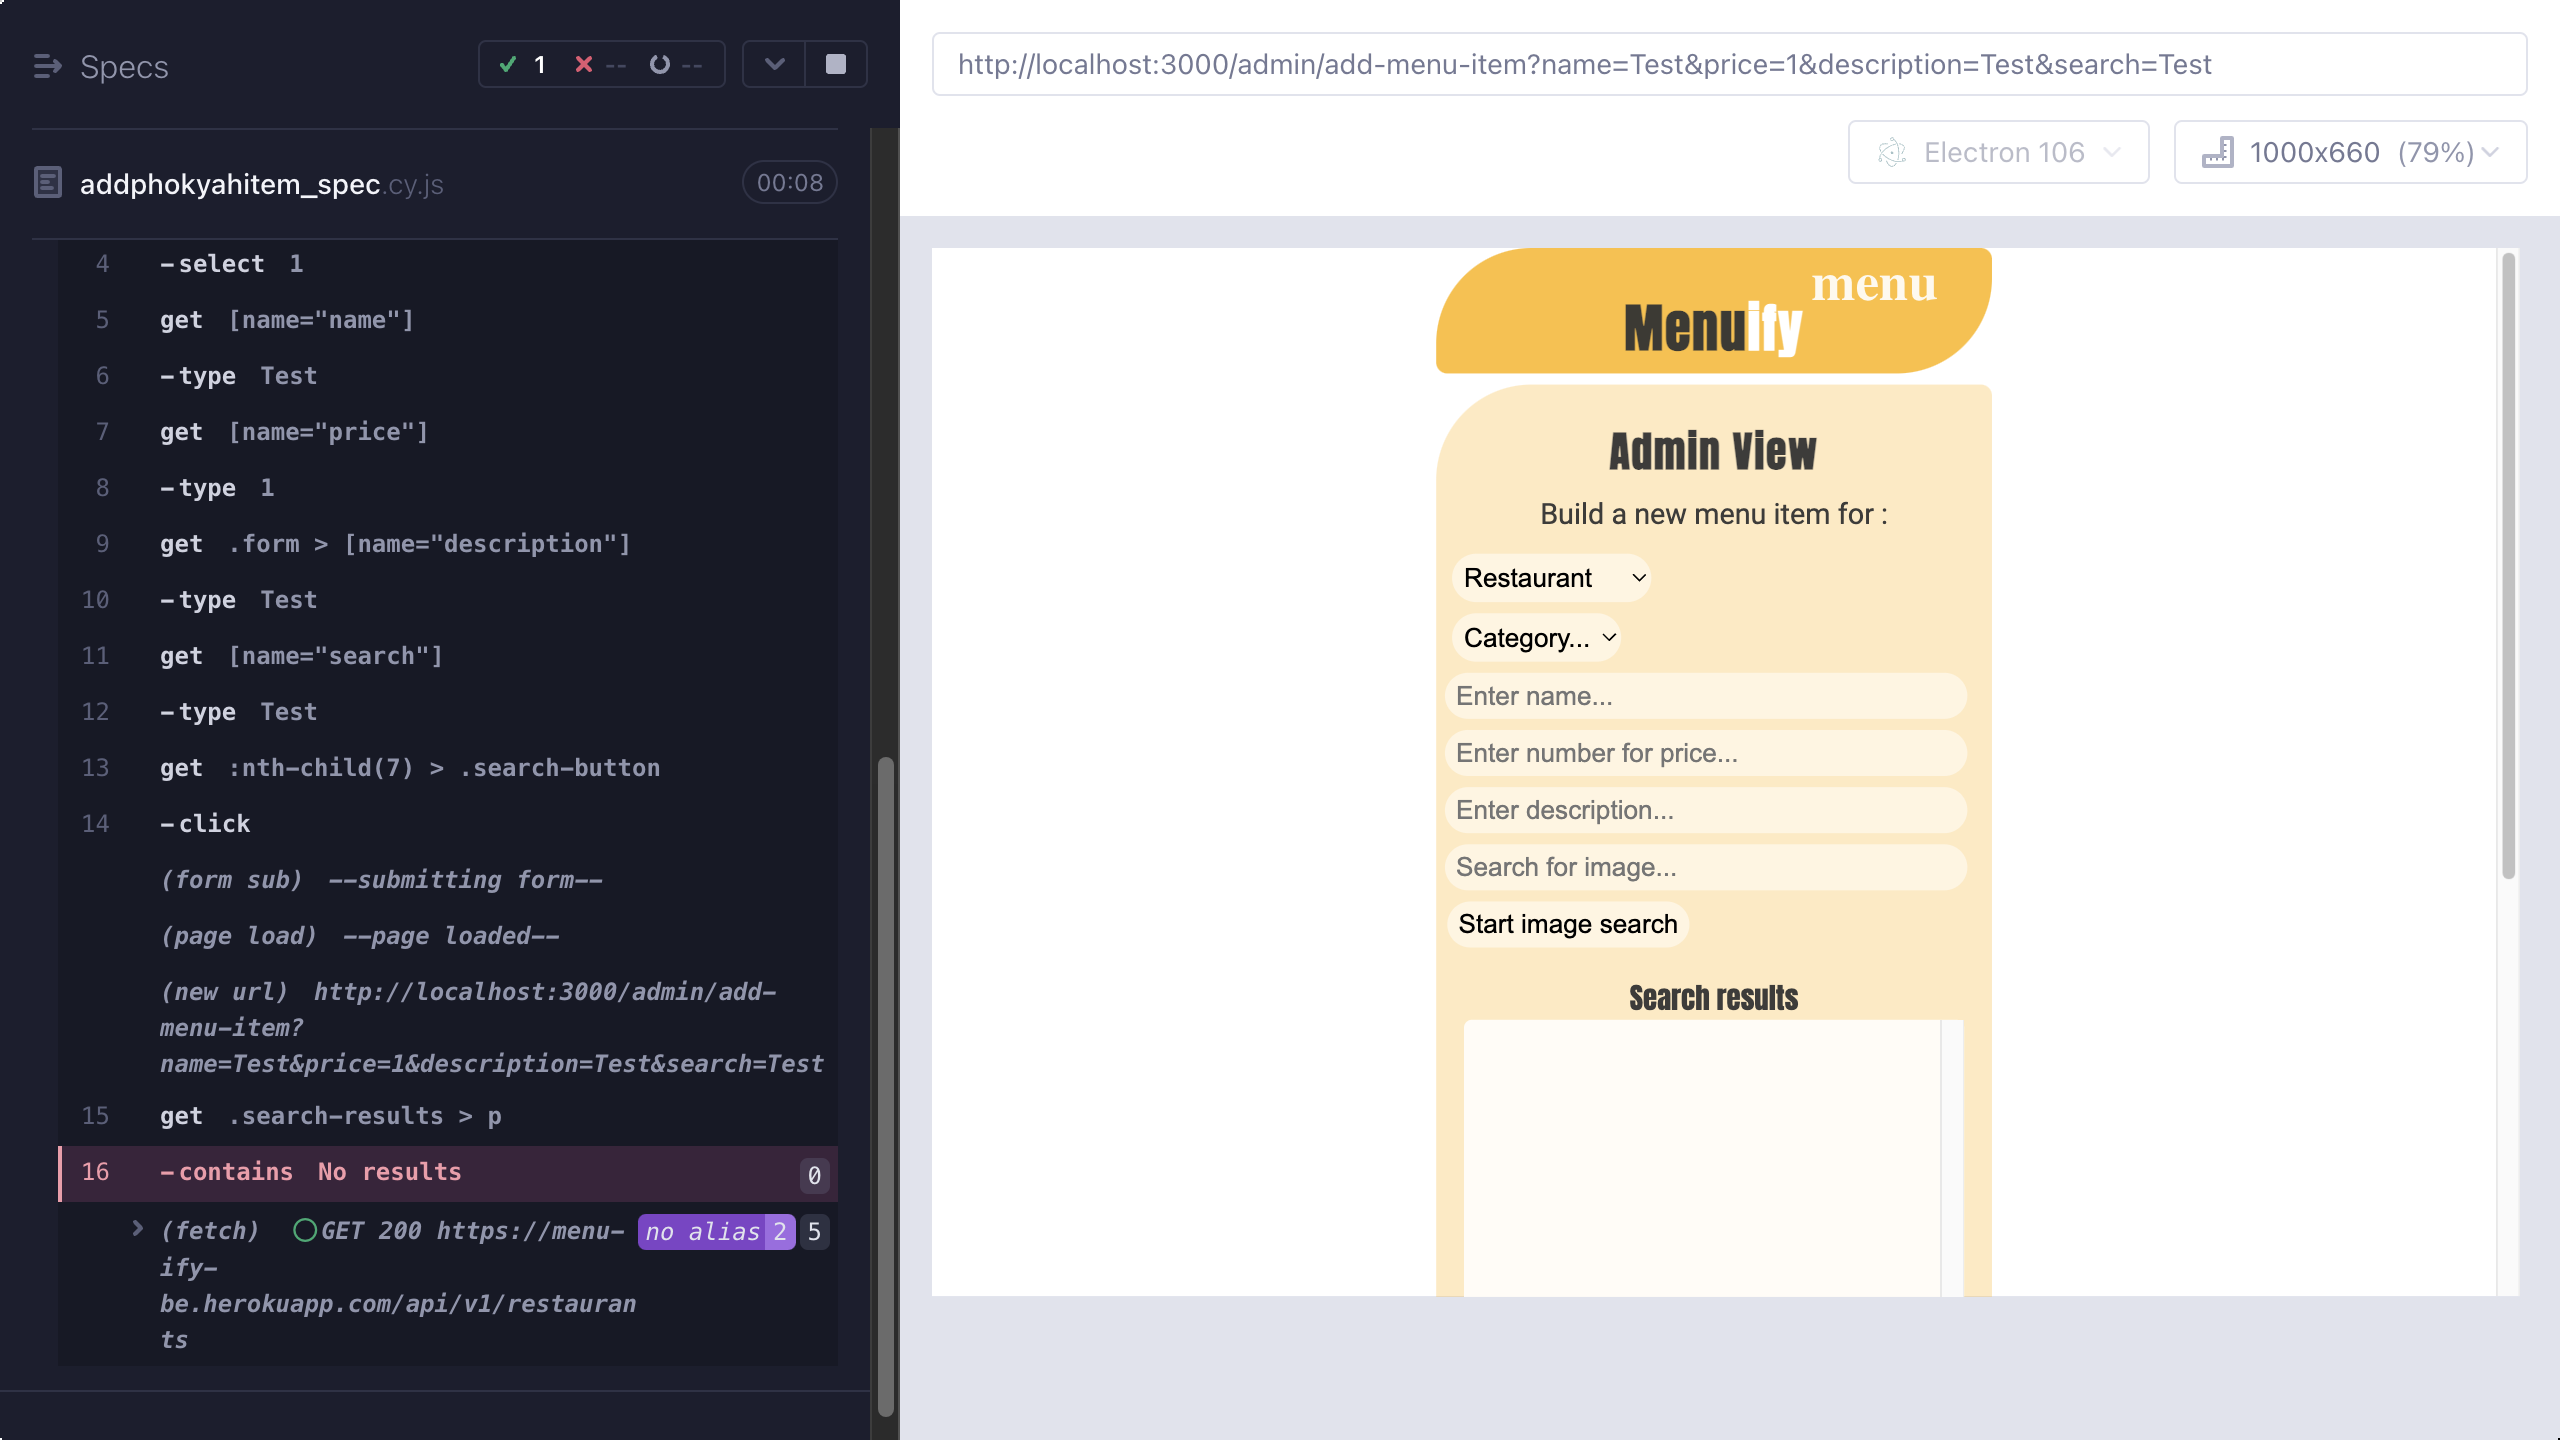 Specs
1 -- --
addphokyahitem_spec.cy.js 00:08
4 -select 1
5 get [name="name"]
6 -type Test
7 get [name="price"]
8 -type 1
9 get .form > [name="description"]
10 -type Test
11 get [name="search"]
12 -type Test
13 get :nth-child(7) > .search-button
14 -click
(form sub) --submitting form--
(page load) --page loaded--
(new url) http://localhost:3000/admin/add-
menu-item?
name=Test&price=1&description=Test&search=Test
15 get .search-results > p
16 -contains No results 0
(fetch) GET 200 https://menu- no alias 2 5
ify-
be.herokuapp.com/api/v1/restauran
ts
http://localhost:3000/admin/add-menu-item?name=Test&price=1&description=Test&search=Test
Electron 106
1000x660 (79%)
menu
Menuify
Admin View
Build a new menu item for :
Restaurant
Category...
Enter name...
Enter number for price...
Enter description...
Search for image...
Start image search
Search results